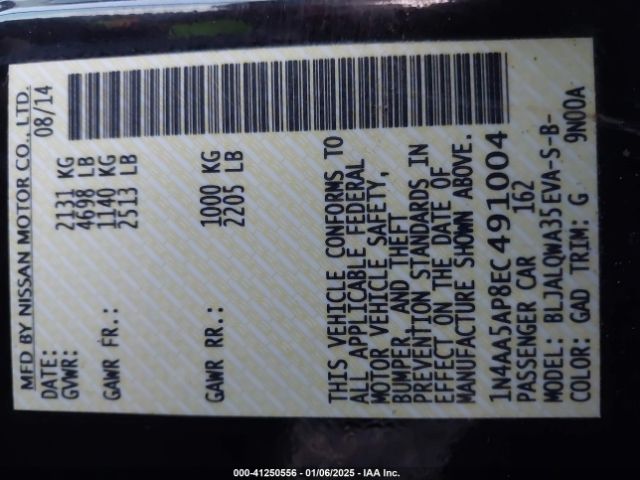 MFD BY NISSAN MOTOR CO., LTD.
DATE: 08/14
GVWR: 2131 KG
4698 LB
GAWR FR.: 1140 KG
2513 LB
GAWR RR.: 1000 KG
2205 LB
THIS VEHICLE CONFORMS TO
ALL APPLICABLE FEDERAL
MOTOR VEHICLE SAFETY,
BUMPER AND THEFT
PREVENTION STANDARDS IN
EFFECT ON THE DATE OF
MANUFACTURE SHOWN ABOVE.
1N4AA5AP8EC491004
PASSENGER CAR 162
MODEL: BLJALQWA35EVA-S-B-
COLOR: GAD TRIM: G 9N00A
000-41250556 - 01/06/2025 - IAA Inc.